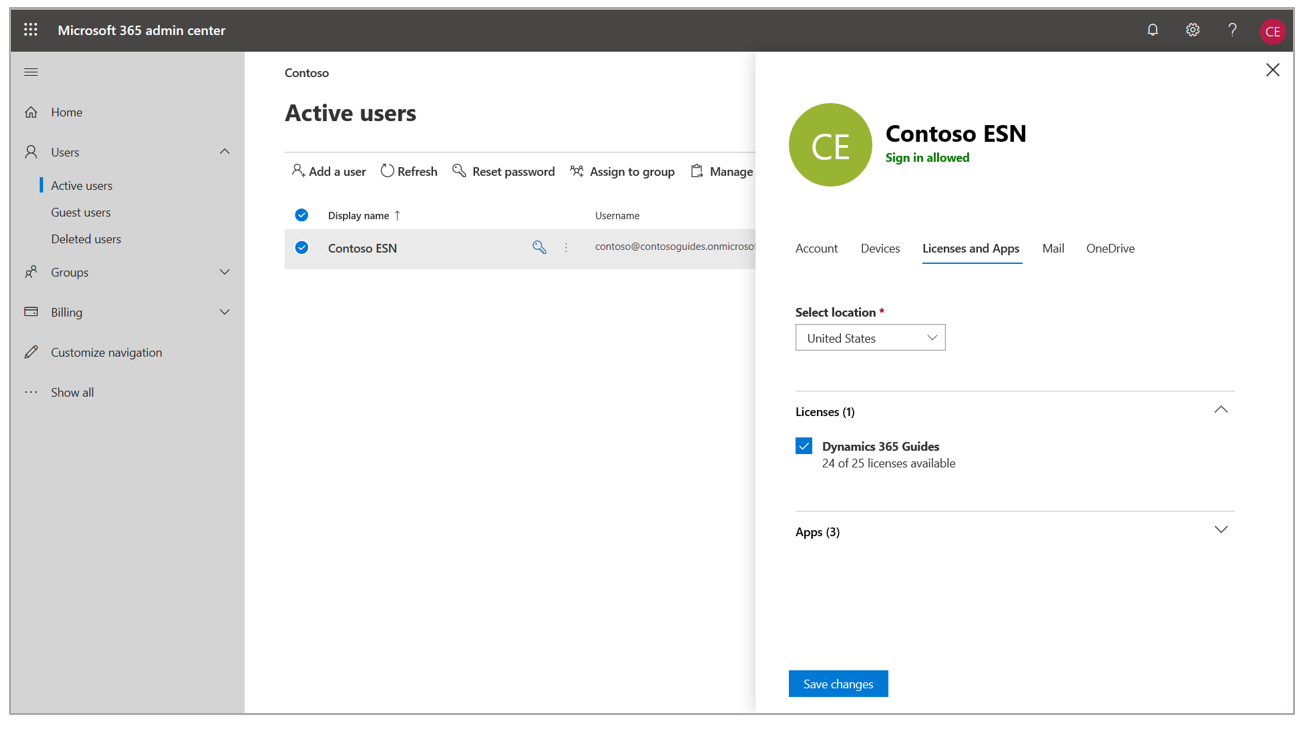 Microsoft 365 admin center
?
CE
Home
Users
Active users
Guest users
Deleted users
Groups
Billing
Customize navigation
Show all
Contoso
Active users
Add a user Refresh Reset password Assign to group Manage
Display name ↑ Username
Contoso ESN contoso@contosoguides.onmicrosof
CE
Contoso ESN
Sign in allowed
Account Devices Licenses and Apps Mail OneDrive
Select location *
United States
Licenses (1)
Dynamics 365 Guides
24 of 25 licenses available
Apps (3)
Save changes